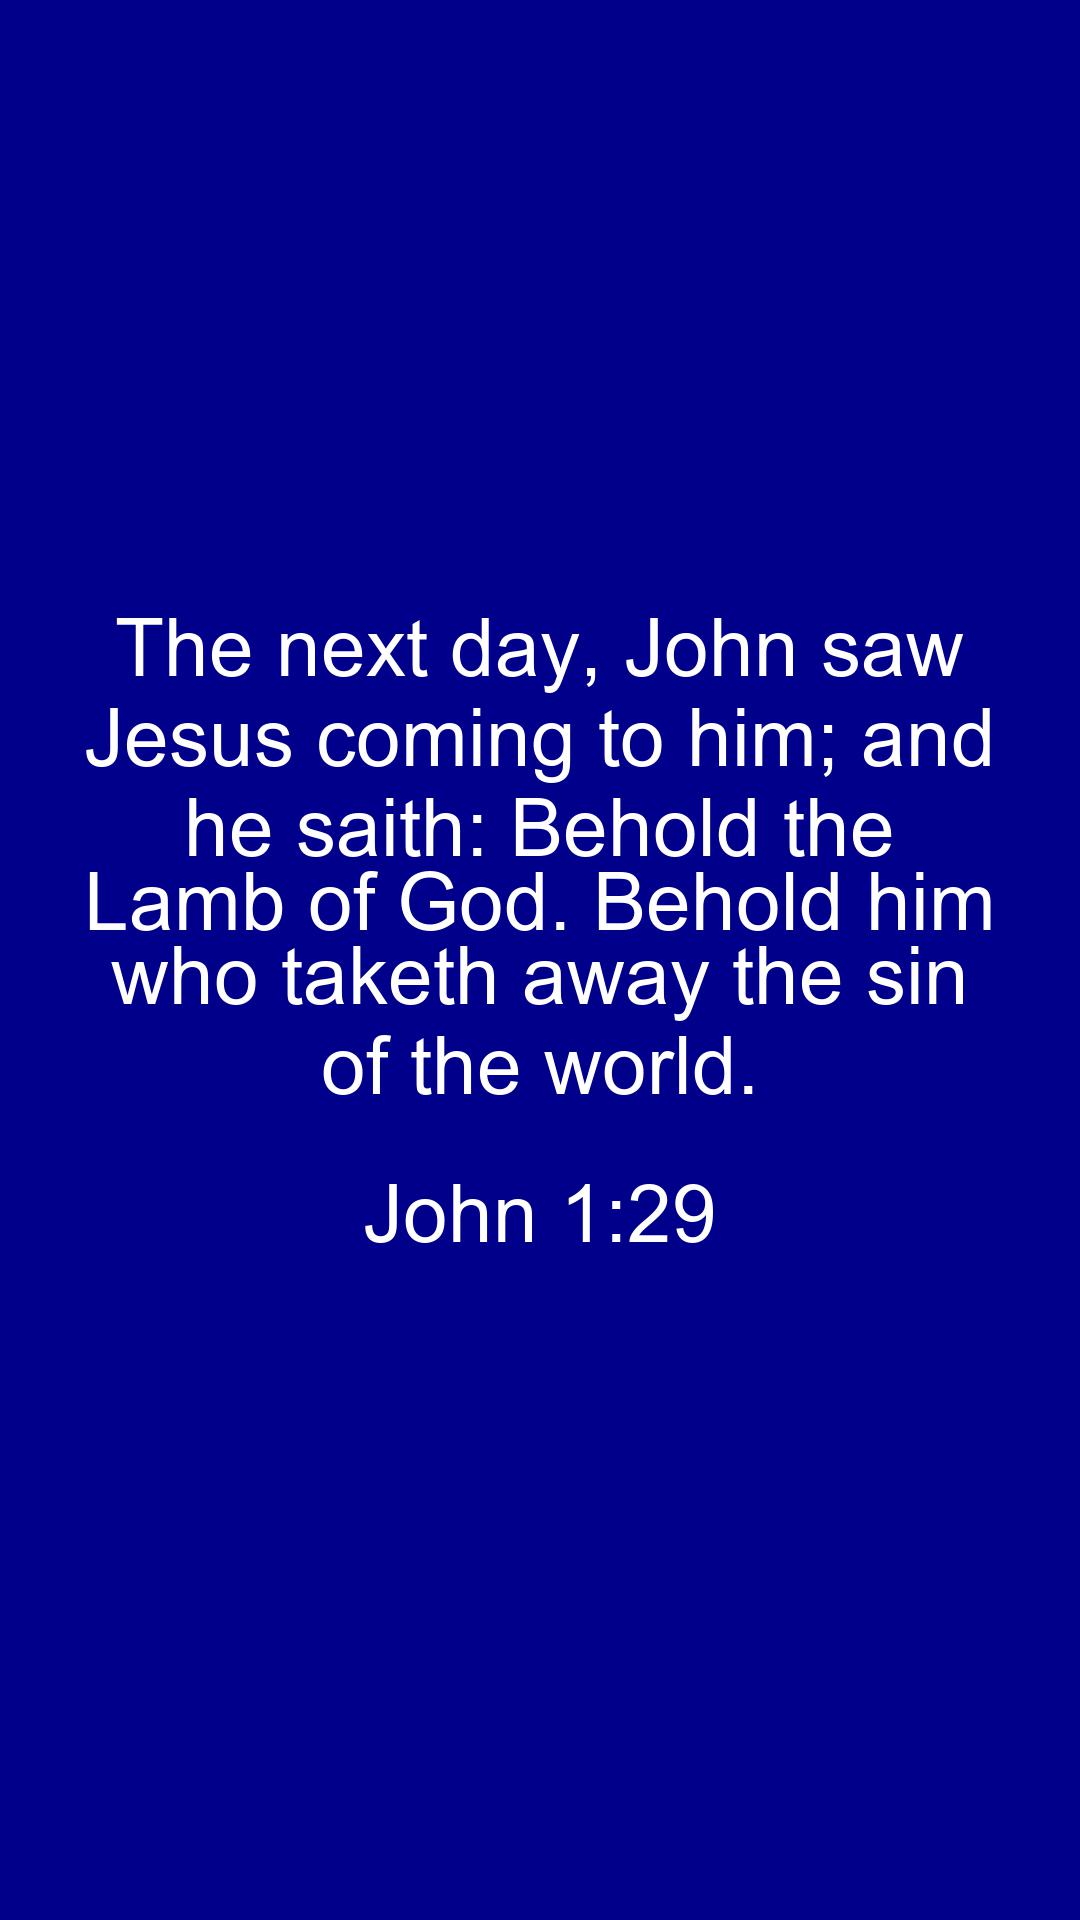 The next day, John saw
Jesus coming to him; and
he saith: Behold the
Lamb of God. Behold him
who taketh away the sin
of the world.
John 1:29